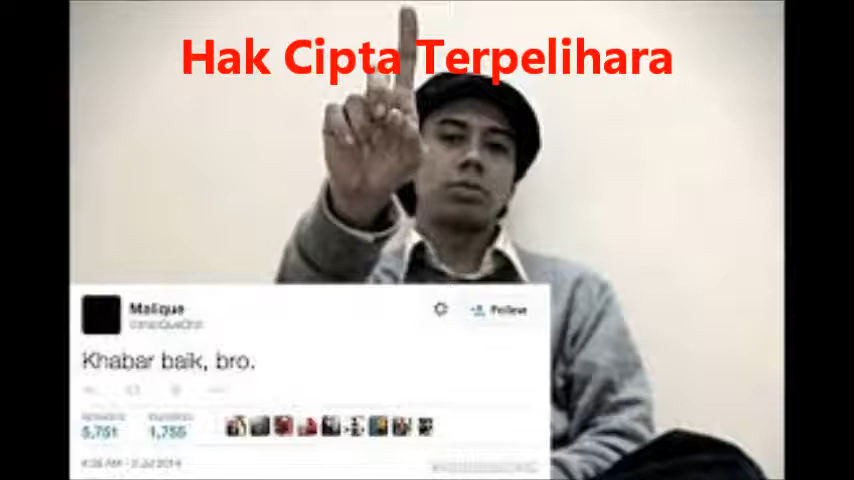 Hak Cipta Terpelihara
Malique
Follow
Khabar baik, bro.
5,751 1,755